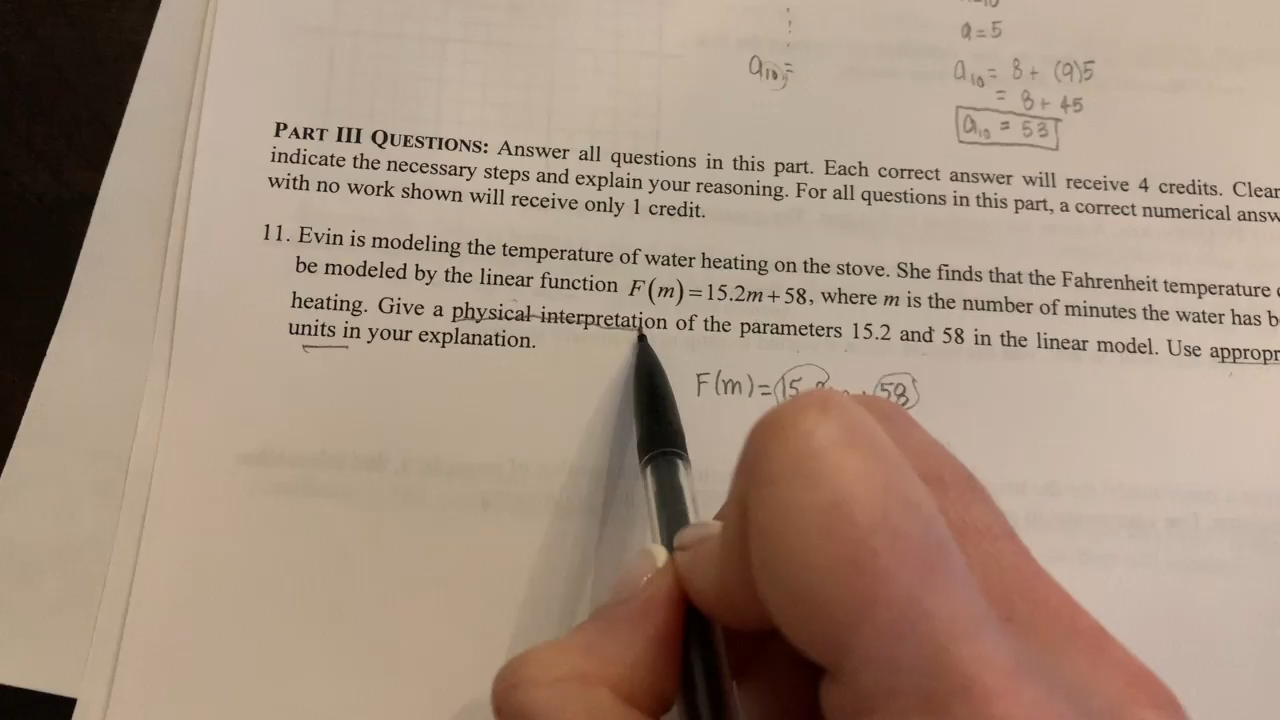 a = 5
a10 =
a10 = 8 + (9)5
= 8 + 45
a10 = 53
PART III QUESTIONS: Answer all questions in this part. Each correct answer will receive 4 credits.
indicate the necessary steps and explain your reasoning. For all questions in this part, a correct numerical
with no work shown will receive only 1 credit.
11. Evin is modeling the temperature of water heating on the stove. She finds that the Fahrenheit temperature
be modeled by the linear function F(m)=15.2m+58, where m is the number of minutes the water has
heating. Give a physical interpretation of the parameters 15.2 and 58 in the linear model. Use
units in your explanation.
F(m)= 58